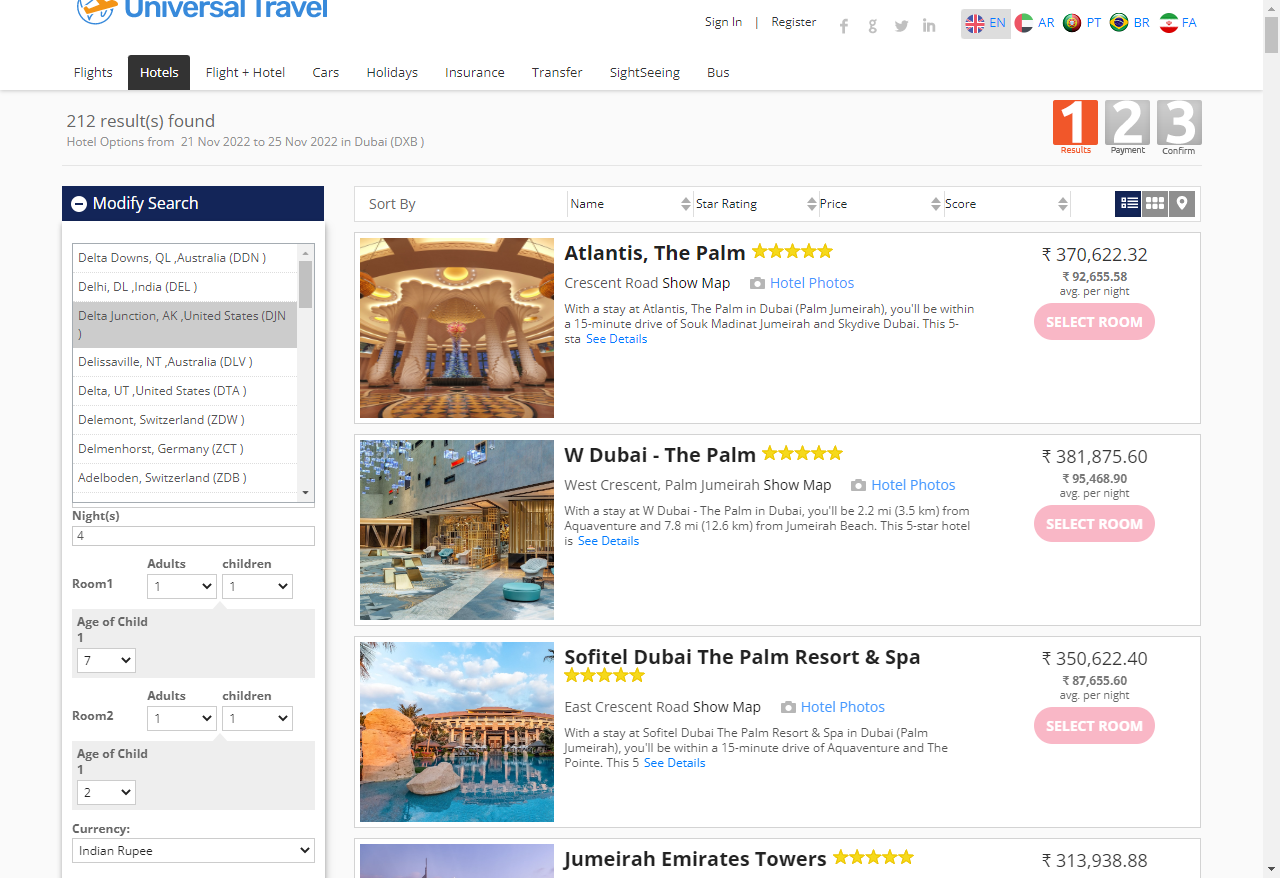 Universal Travel
Sign In | Register
EN AR PT BR FA
Flights Hotels Flight + Hotel Cars Holidays Insurance Transfer SightSeeing Bus
212 result(s) found
Hotel Options from 21 Nov 2022 to 25 Nov 2022 in Dubai (DXB )
1 2 3
Results Payment Confirm
Modify Search
Delta Downs, QL ,Australia (DDN )
Delhi, DL ,India (DEL )
Delta Junction, AK ,United States (DJN
)
Delissaville, NT ,Australia (DLV )
Delta, UT ,United States (DTA )
Delemont, Switzerland (ZDW )
Delmenhorst, Germany (ZCT )
Adelboden, Switzerland (ZDB )
Night(s)
4
Adults children
Room1 1 1
Age of Child
1
7
Adults children
Room2 1 1
Age of Child
1
2
Currency:
Indian Rupee
Sort By Name Star Rating Price Score
Atlantis, The Palm
Crescent Road Show Map Hotel Photos
With a stay at Atlantis, The Palm in Dubai (Palm Jumeirah), you'll be within
a 15-minute drive of Souk Madinat Jumeirah and Skydive Dubai. This 5-
sta See Details
₹ 370,622.32
₹ 92,655.58
avg. per night
SELECT ROOM
W Dubai - The Palm
West Crescent, Palm Jumeirah Show Map Hotel Photos
With a stay at W Dubai - The Palm in Dubai, you'll be 2.2 mi (3.5 km) from
Aquaventure and 7.8 mi (12.6 km) from Jumeirah Beach. This 5-star hotel
is See Details
₹ 381,875.60
₹ 95,468.90
avg. per night
SELECT ROOM
Sofitel Dubai The Palm Resort & Spa
East Crescent Road Show Map Hotel Photos
With a stay at Sofitel Dubai The Palm Resort & Spa in Dubai (Palm
Jumeirah), you'll be within a 15-minute drive of Aquaventure and The
Pointe. This 5 See Details
₹ 350,622.40
₹ 87,655.60
avg. per night
SELECT ROOM
Jumeirah Emirates Towers
₹ 313,938.88